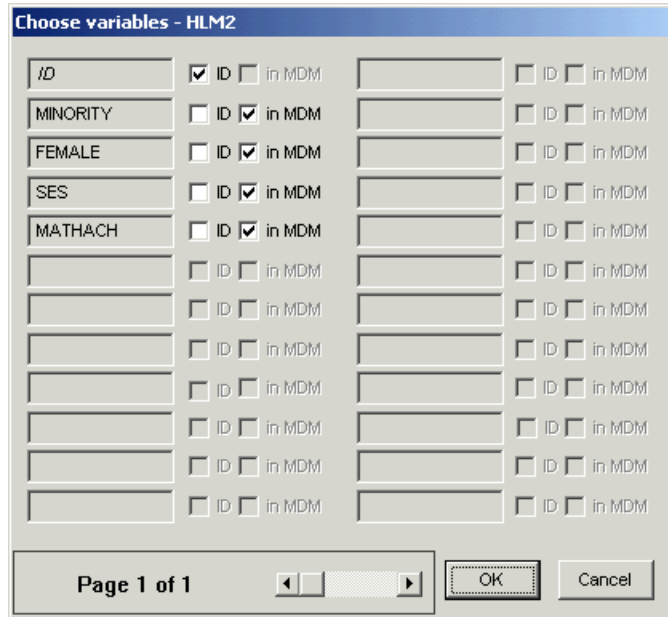 Choose variables - HLM2
ID ID in MDM ID in MDM
MINORITY ID in MDM ID in MDM
FEMALE ID in MDM ID in MDM
SES ID in MDM ID in MDM
MATHACH ID in MDM ID in MDM
ID in MDM ID in MDM
ID in MDM ID in MDM
ID in MDM ID in MDM
ID in MDM ID in MDM
ID in MDM ID in MDM
ID in MDM ID in MDM
ID in MDM ID in MDM
Page 1 of 1 OK Cancel